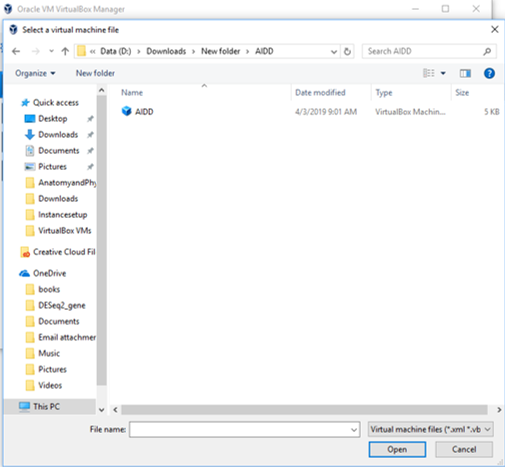 Oracle VM VirtualBox Manager
Select a virtual machine file
« Data (D:) › Downloads › New folder › AIDD
Search AIDD
Organize
New folder
Name
Date modified
Type
Size
AIDD
4/3/2019 9:01 AM
VirtualBox Machin...
5 KB
Quick access
Desktop
Downloads
Documents
Pictures
AnatomyandPhy
Downloads
Instancesetup
VirtualBox VMs
Creative Cloud Fil
OneDrive
books
DESeq2_gene
Documents
Email attachmen
Music
Pictures
Videos
This PC
File name:
Virtual machine files (*.xml *.vb
Open
Cancel